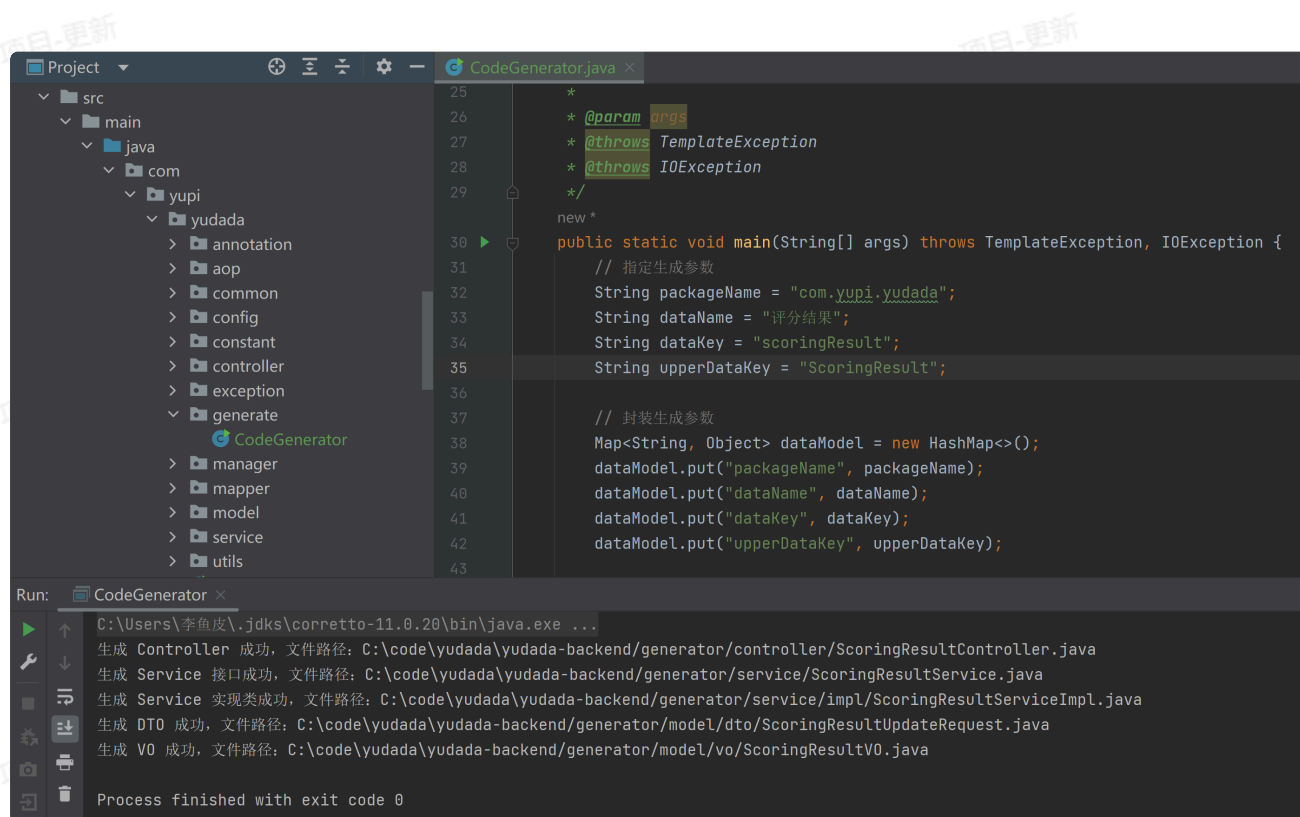 项目-更新
项目-更新
Project
CodeGenerator.java
src
main
java
com
yupi
yudada
annotation
aop
common
config
constant
controller
exception
generate
CodeGenerator
manager
mapper
model
service
utils
25 *
26 * @param args
27 * @throws TemplateException
28 * @throws IOException
29 */
new *
30 public static void main(String[] args) throws TemplateException, IOException {
31 // 指定生成参数
32 String packageName = "com.yupi.yudada";
33 String dataName = "评分结果";
34 String dataKey = "scoringResult";
35 String upperDataKey = "ScoringResult";
36
37 // 封装生成参数
38 Map<String, Object> dataModel = new HashMap<>();
39 dataModel.put("packageName", packageName);
40 dataModel.put("dataName", dataName);
41 dataModel.put("dataKey", dataKey);
42 dataModel.put("upperDataKey", upperDataKey);
43
Run: CodeGenerator
C:\Users\李鱼皮\.jdks\corretto-11.0.20\bin\java.exe ...
生成 Controller 成功，文件路径：C:\code\yudada\yudada-backend/generator/controller/ScoringResultController.java
生成 Service 接口成功，文件路径：C:\code\yudada\yudada-backend/generator/service/ScoringResultService.java
生成 Service 实现类成功，文件路径：C:\code\yudada\yudada-backend/generator/service/impl/ScoringResultServiceImpl.java
生成 DTO 成功，文件路径：C:\code\yudada\yudada-backend/generator/model/dto/ScoringResultUpdateRequest.java
生成 VO 成功，文件路径：C:\code\yudada\yudada-backend/generator/model/vo/ScoringResultVO.java
Process finished with exit code 0